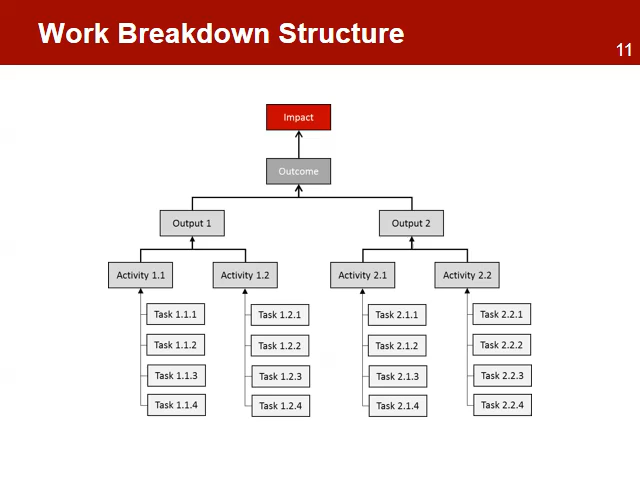 Work Breakdown Structure
11
Impact
Outcome
Output 1
Output 2
Activity 1.1
Activity 1.2
Activity 2.1
Activity 2.2
Task 1.1.1
Task 1.2.1
Task 2.1.1
Task 2.2.1
Task 1.1.2
Task 1.2.2
Task 2.1.2
Task 2.2.2
Task 1.1.3
Task 1.2.3
Task 2.1.3
Task 2.2.3
Task 1.1.4
Task 1.2.4
Task 2.1.4
Task 2.2.4